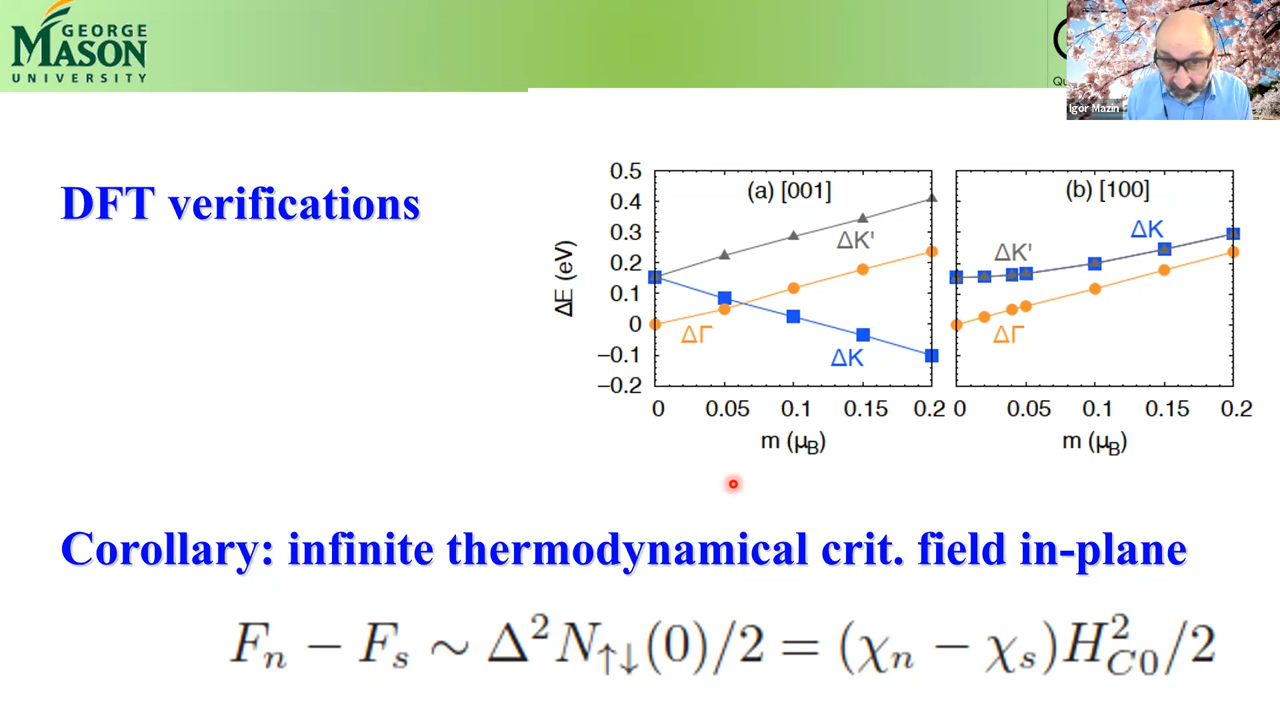 GEORGE
MASON
UNIVERSITY
Igor Mazin
DFT verifications
(a) [001]
(b) [100]
ΔE (eV)
0.5
0.4
0.3
0.2
0.1
0
−0.1
−0.2
ΔK'
ΔΓ
ΔK
ΔK'
ΔK
ΔΓ
0 0.05 0.1 0.15 0.2
0 0.05 0.1 0.15 0.2
m (μB)
m (μB)
Corollary: infinite thermodynamical crit. field in-plane
Fn − Fs ∼ Δ²N↑↓(0)/2 = (χn − χs)H²C0/2